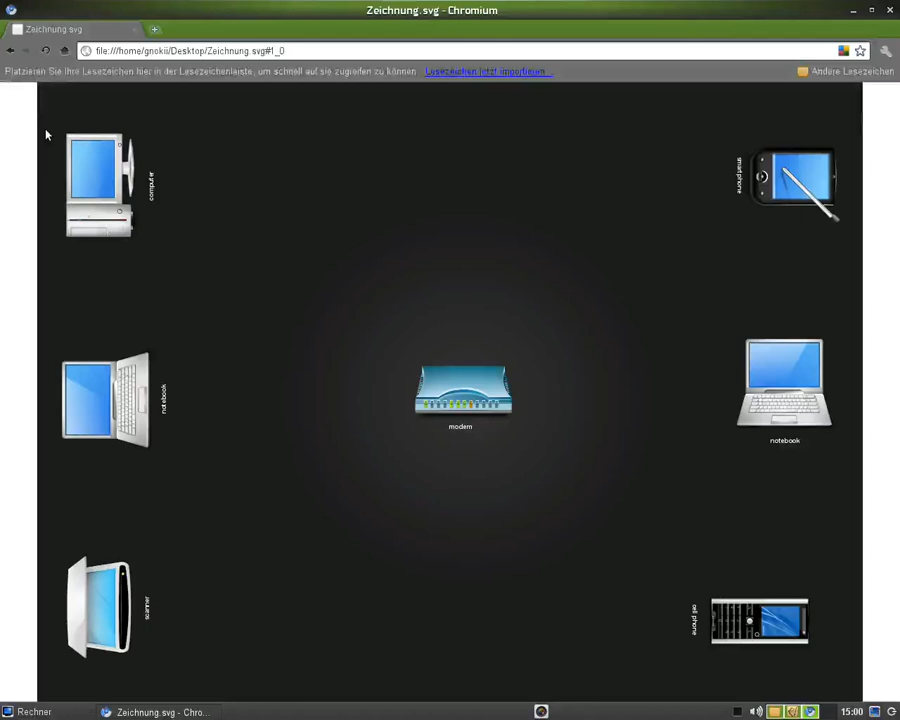 Zeichnung.svg - Chromium
Zeichnung.svg
file:///home/gnokii/Desktop/Zeichnung.svg#1_0
Platzieren Sie Ihre Lesezeichen hier in der Lesezeichenleiste, um schnell auf sie zugreifen zu können. Lesezeichen jetzt importieren... Andere Lesezeichen
computer
smartphone
notebook
modem
notebook
scanner
cell phone
Rechner
Zeichnung.svg - Chro...
15:00